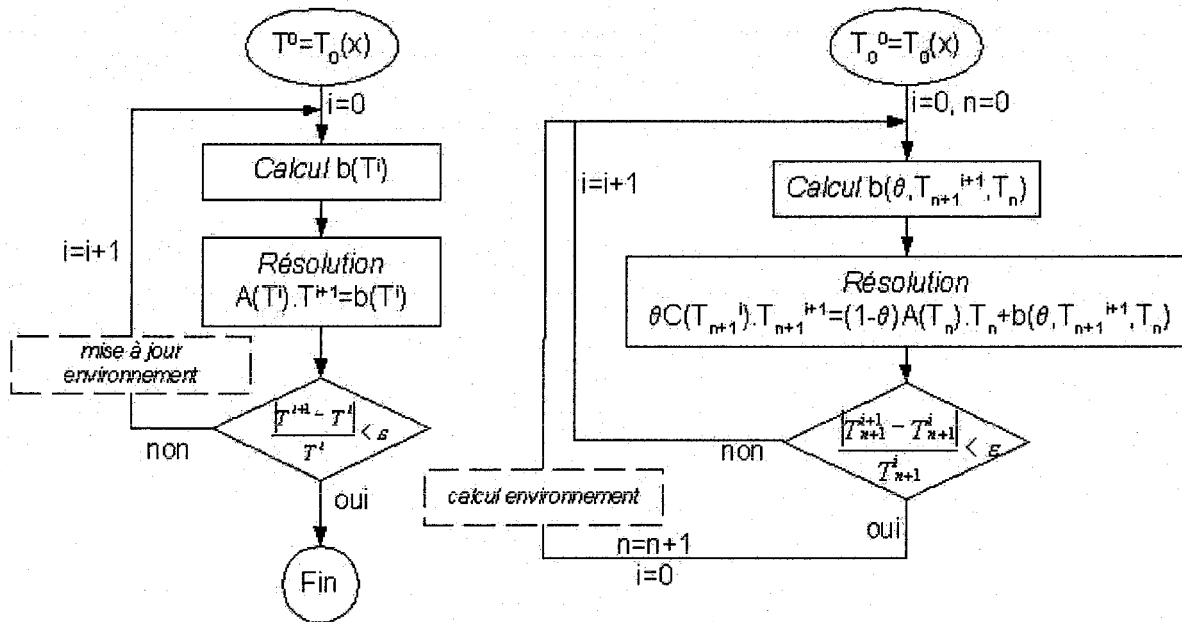 T⁰=T₀(x)
i=0
Calcul b(Tⁱ)
Résolution
A(Tⁱ).Tⁱ⁺¹=b(Tⁱ)
i=i+1
mise à jour
environnement
|Tⁱ⁺¹ - Tⁱ| / Tⁱ < ε
non
oui
Fin
T₀⁰=T₀(x)
i=0, n=0
Calcul b(θ,Tₙ₊₁ⁱ⁺¹,Tₙ)
i=i+1
Résolution
θC(Tₙ₊₁ⁱ).Tₙ₊₁ⁱ⁺¹=(1-θ)A(Tₙ).Tₙ+b(θ,Tₙ₊₁ⁱ⁺¹,Tₙ)
|Tₙ₊₁ⁱ⁺¹ - Tₙ₊₁ⁱ| / Tₙ₊₁ⁱ < ε
non
calcul environnement
oui
n=n+1
i=0